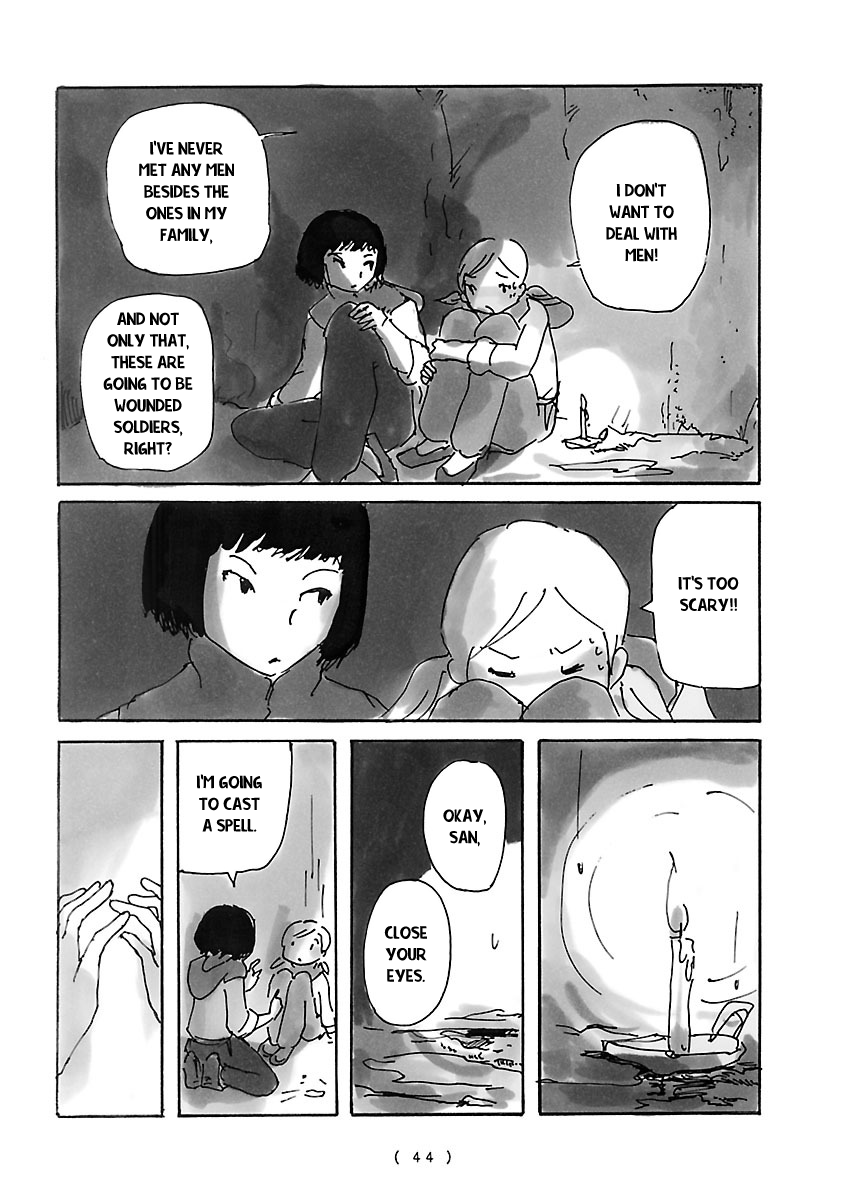 I DON'T
WANT TO
DEAL WITH
MEN!
I'VE NEVER
MET ANY MEN
BESIDES THE
ONES IN MY
FAMILY,
AND NOT
ONLY THAT,
THESE ARE
GOING TO BE
WOUNDED
SOLDIERS,
RIGHT?
IT'S TOO
SCARY!!
OKAY,
SAN,
CLOSE
YOUR
EYES.
I'M GOING
TO CAST
A SPELL.
( 44 )